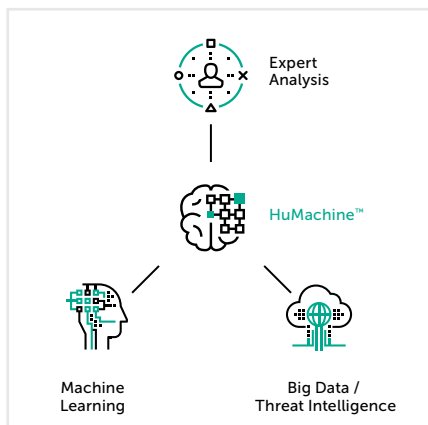 Expert
Analysis
HuMachine™
Machine
Learning
Big Data /
Threat Intelligence